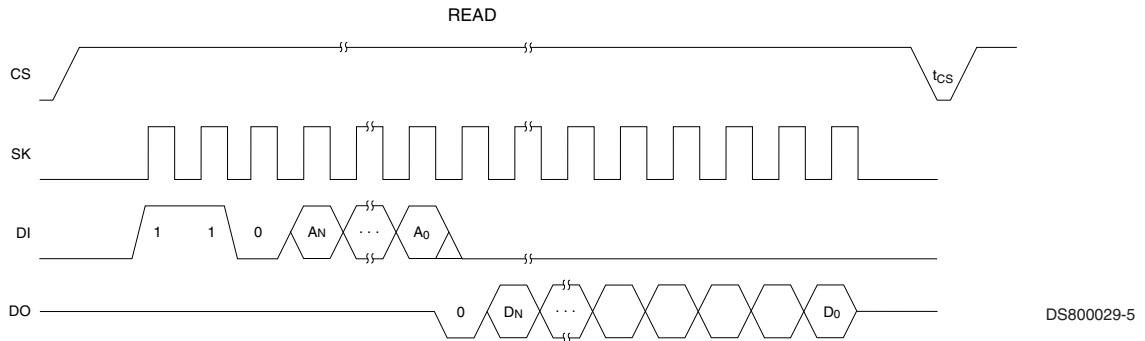 READ
CS
tCS
SK
DI
1 1 0 AN · · · A0
DO
0 DN · · · D0
DS800029-5